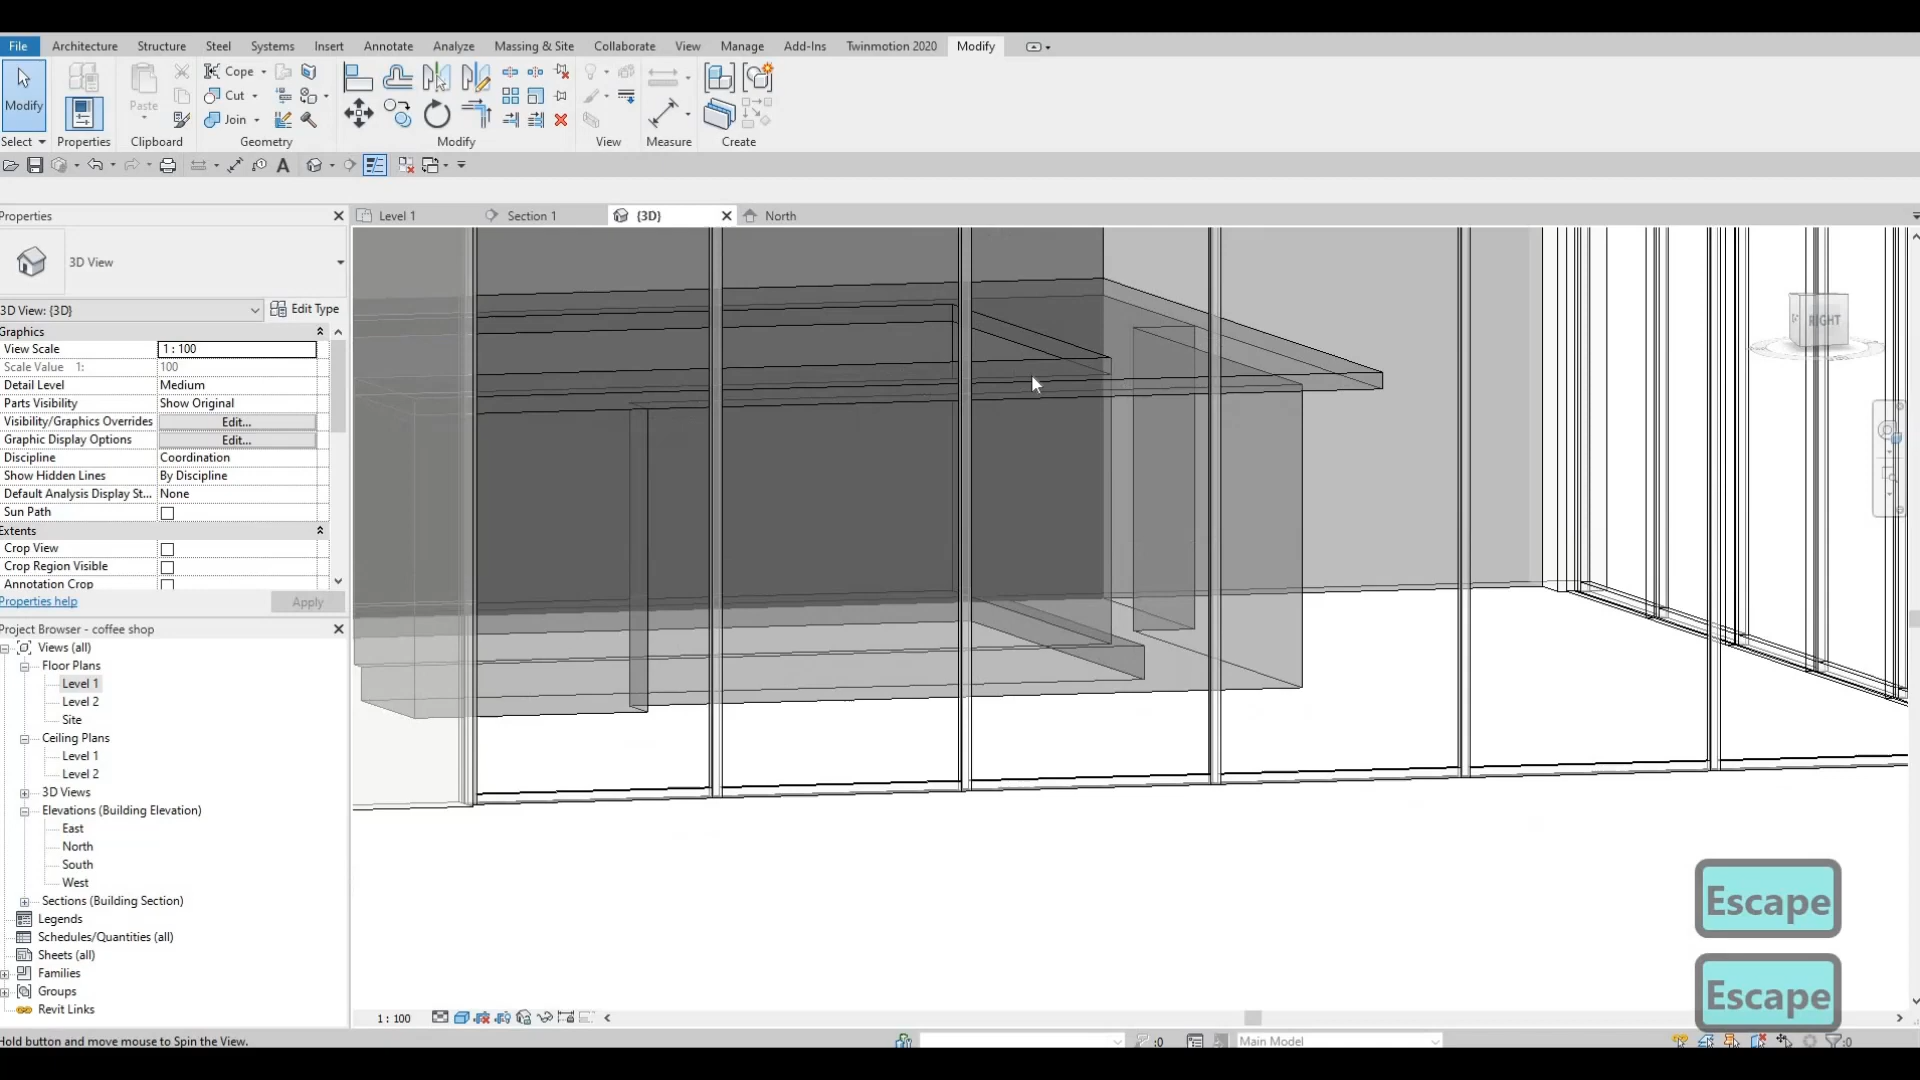 File Architecture Structure Steel Systems Insert Annotate Analyze Massing & Site Collaborate View Manage Add-Ins Twinmotion 2020 Modify
Modify
Paste
Cope
Cut
Join
Select Properties Clipboard Geometry Modify View Measure Create
Properties
Level 1
Section 1
{3D}
North
3D View
3D View: {3D}
Edit Type
Graphics
View Scale 1 : 100
Scale Value 1: 100
Detail Level Medium
Parts Visibility Show Original
Visibility/Graphics Overrides Edit...
Graphic Display Options Edit...
Discipline Coordination
Show Hidden Lines By Discipline
Default Analysis Display St... None
Sun Path
Extents
Crop View
Crop Region Visible
Annotation Crop
Properties help
Apply
Project Browser - coffee shop
Views (all)
Floor Plans
Level 1
Level 2
Site
Ceiling Plans
Level 1
Level 2
3D Views
Elevations (Building Elevation)
East
North
South
West
Sections (Building Section)
Legends
Schedules/Quantities (all)
Sheets (all)
Families
Groups
Revit Links
RIGHT
Escape
Escape
1 : 100
Hold button and move mouse to Spin the View.
:0
Main Model
:0